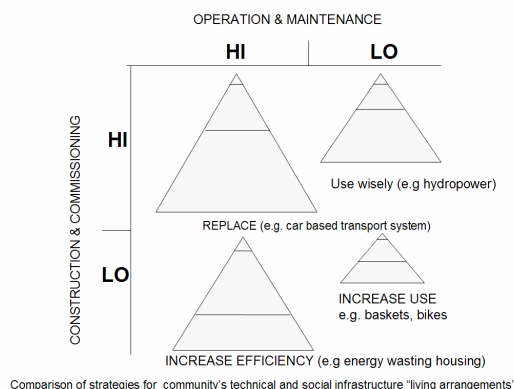 OPERATION & MAINTENANCE
HI
LO
CONSTRUCTION & COMMISSIONING
HI
Use wisely (e.g hydropower)
REPLACE (e.g. car based transport system)
LO
INCREASE USE
e.g. baskets, bikes
INCREASE EFFICIENCY (e.g energy wasting housing)
Comparison of strategies for community's technical and social infrastructure "living arrangements"